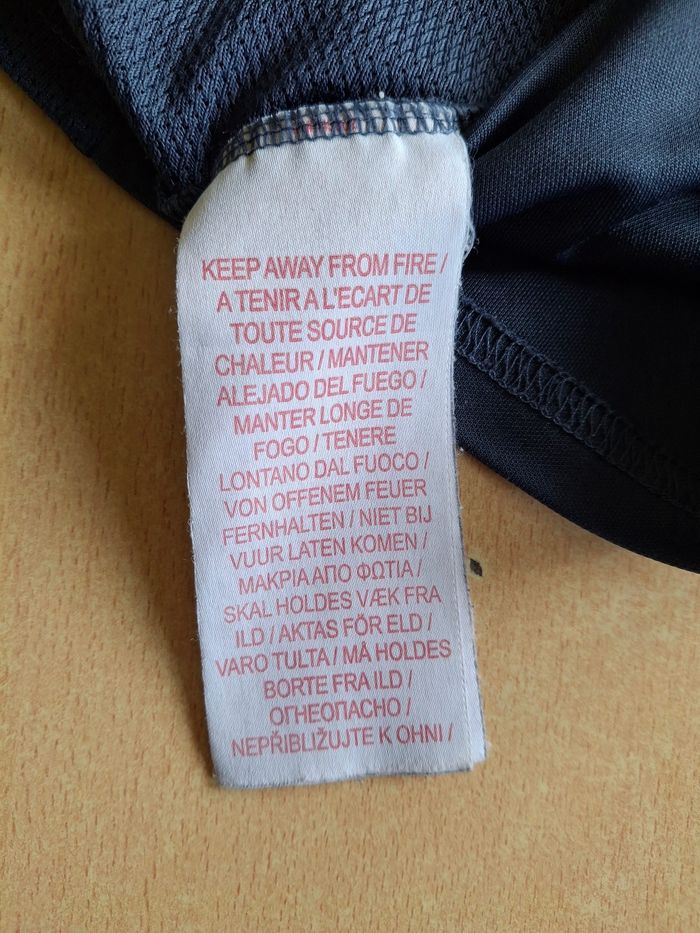 KEEP AWAY FROM FIRE /
A TENIR A L'ECART DE
TOUTE SOURCE DE
CHALEUR / MANTENER
ALEJADO DEL FUEGO /
MANTER LONGE DE
FOGO / TENERE
LONTANO DAL FUOCO /
VON OFFENEM FEUER
FERNHALTEN / NIET BIJ
VUUR LATEN KOMEN /
ΜΑΚΡΙΑ ΑΠΟ ΦΩΤΙΑ /
SKAL HOLDES VÆK FRA
ILD / AKTAS FÖR ELD /
VARO TULTA / MÅ HOLDES
BORTE FRA ILD /
ОГНЕОПАСНО /
NEPŘIBLIŽUJTE K OHNI /